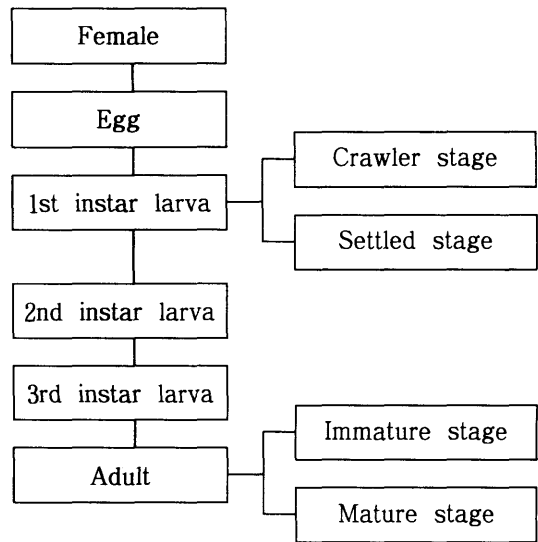 Female
Egg
1st instar larva
Crawler stage
Settled stage
2nd instar larva
3rd instar larva
Adult
Immature stage
Mature stage